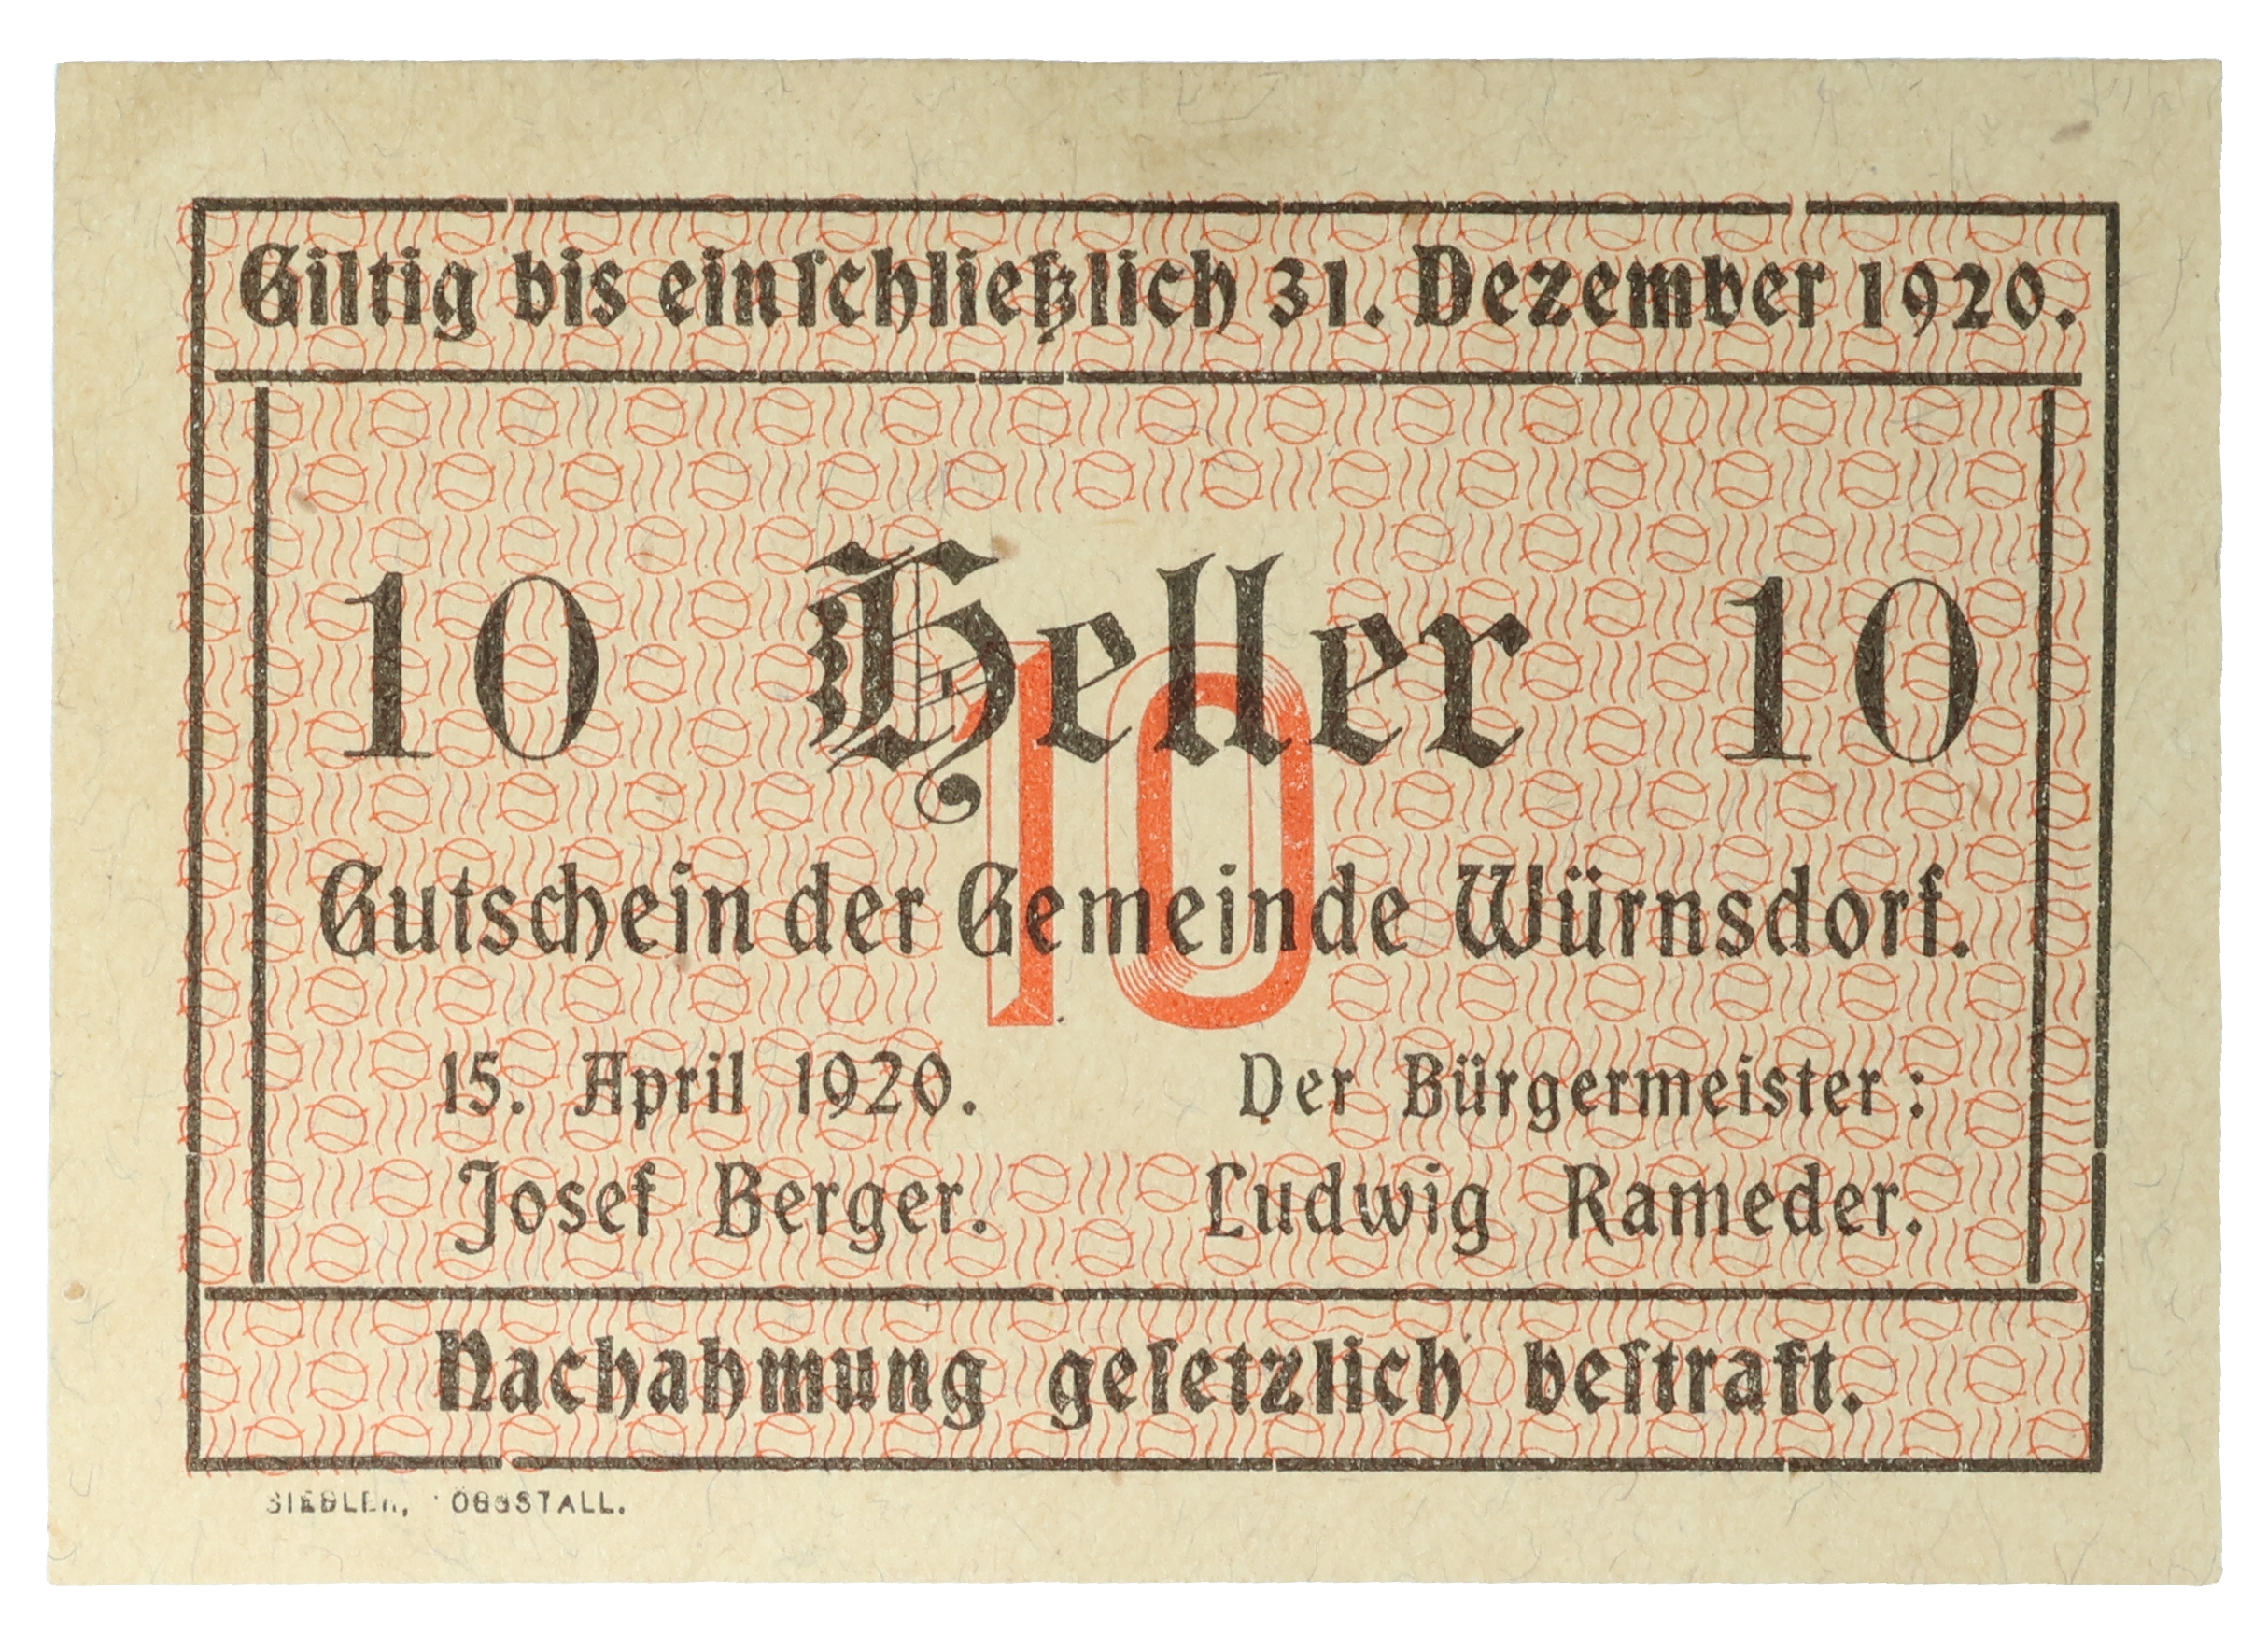 Giltig bis einſchließlich 31. Dezember 1920.
10 Heller 10
10
Gutschein der Gemeinde Würnsdorf.
15. April 1920. Der Bürgermeister:
Josef Berger. Ludwig Rameder.
Nachahmung geſetzlich beſtraft.